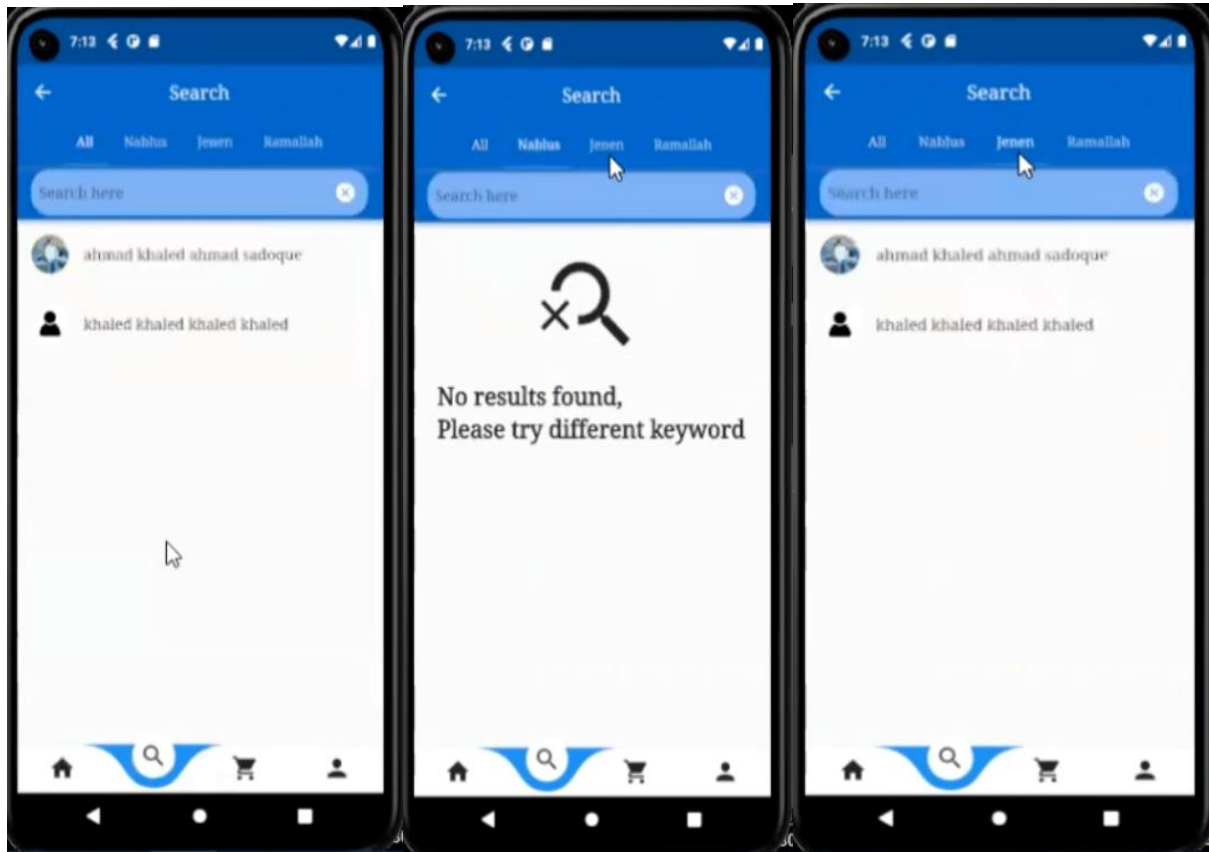 7:13
Search
All Nablus Jenen Ramallah
Search here
ahmad khaled ahmad sadoque
khaled khaled khaled khaled
7:13
Search
All Nablus Jenen Ramallah
Search here
No results found,
Please try different keyword
7:13
Search
All Nablus Jenen Ramallah
Search here
ahmad khaled ahmad sadoque
khaled khaled khaled khaled